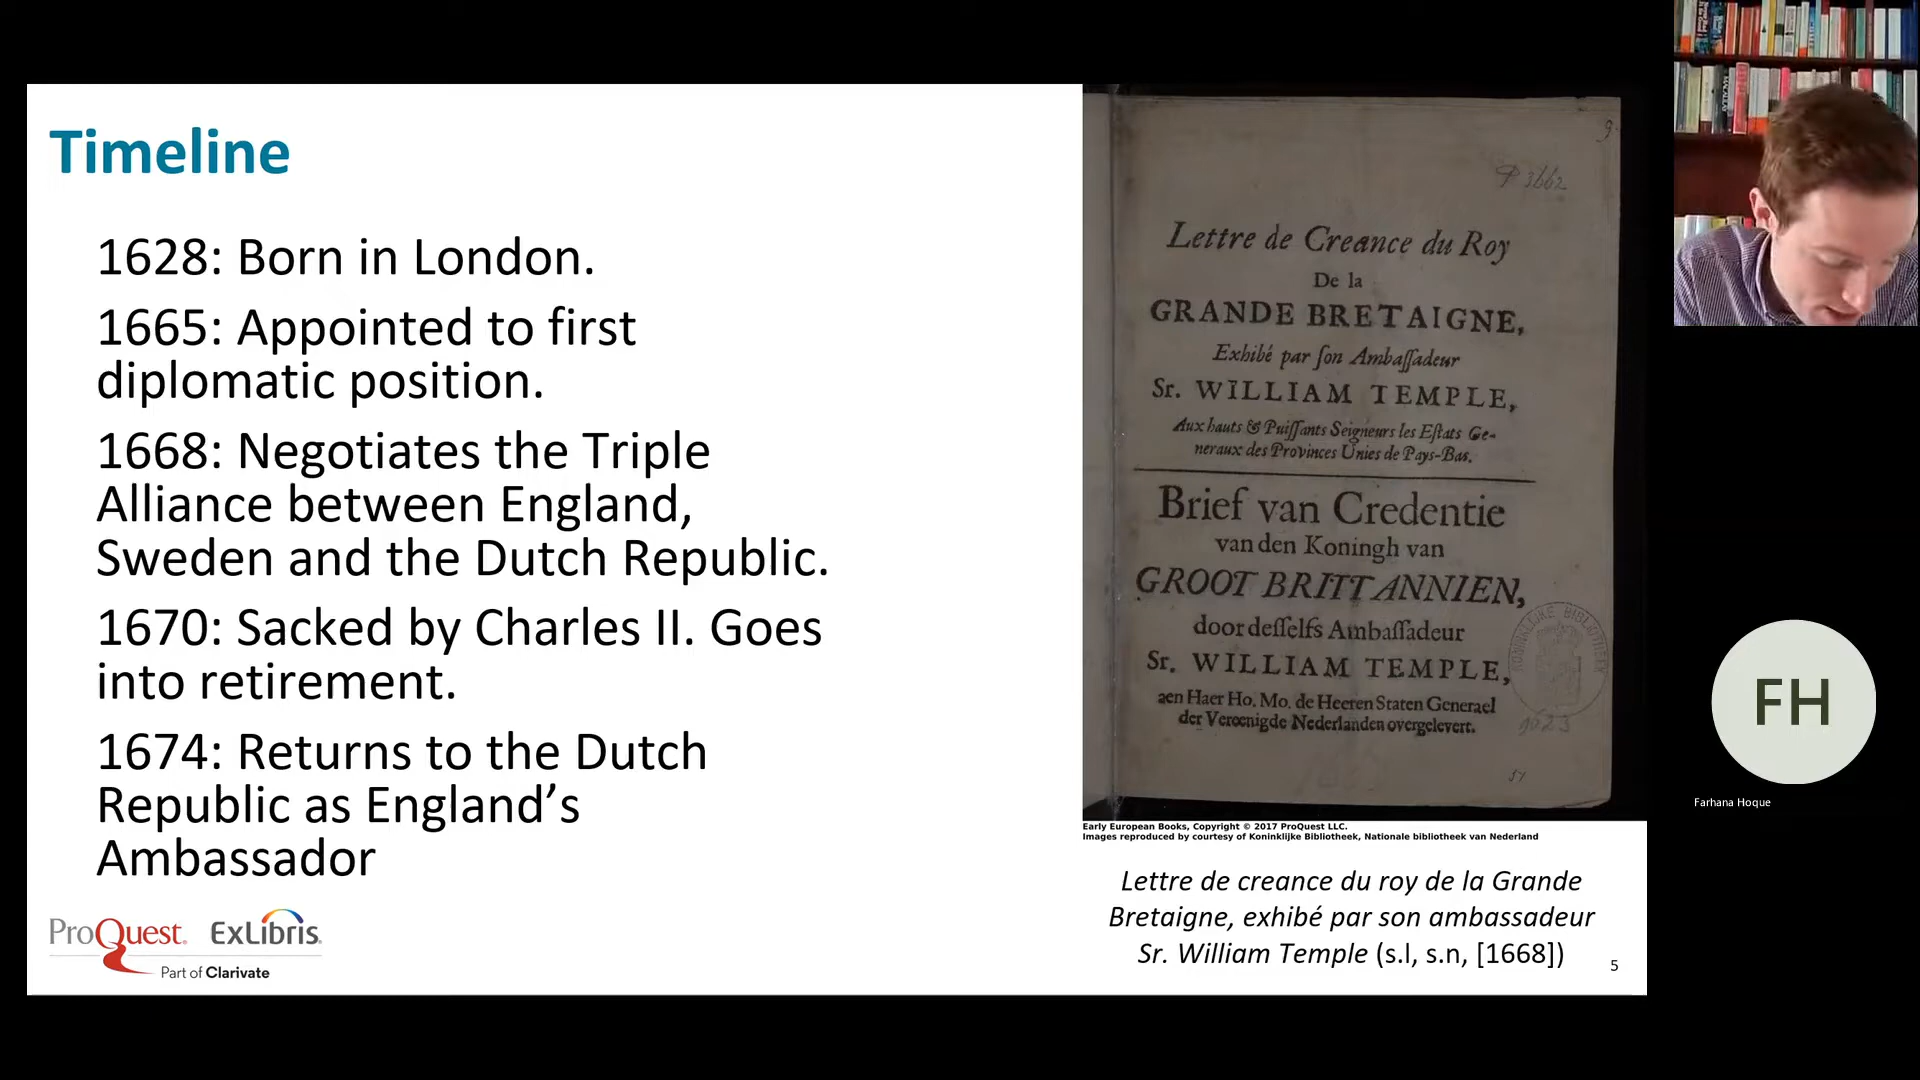 Timeline
1628: Born in London.
1665: Appointed to first
diplomatic position.
1668: Negotiates the Triple
Alliance between England,
Sweden and the Dutch Republic.
1670: Sacked by Charles II. Goes
into retirement.
1674: Returns to the Dutch
Republic as England’s
Ambassador
ProQuest
ExLibris
Part of Clarivate
9
P 3662
Lettre de Creance du Roy
De la
GRANDE BRETAIGNE,
Exhibé par ſon Ambaſſadeur
Sr. WILLIAM TEMPLE,
Aux hauts & Puiſſants Seigneurs les Eſtats Ge-
neraux des Provinces Unies de Pays-Bas.
Brief van Credentie
van den Koningh van
GROOT BRITTANNIEN,
door deſſelfs Ambaſſadeur
Sr. WILLIAM TEMPLE,
aen Haer Ho. Mo. de Heeren Staten Generael
der Vereenigde Nederlanden overgelevert.
KONINKLIJKE BIBLIOTHEEK
Early European Books, Copyright © 2017 ProQuest LLC.
Images reproduced by courtesy of Koninklijke Bibliotheek, Nationale bibliotheek van Nederland
Lettre de creance du roy de la Grande
Bretaigne, exhibé par son ambassadeur
Sr. William Temple (s.l, s.n, [1668])
5
FH
Farhana Hoque